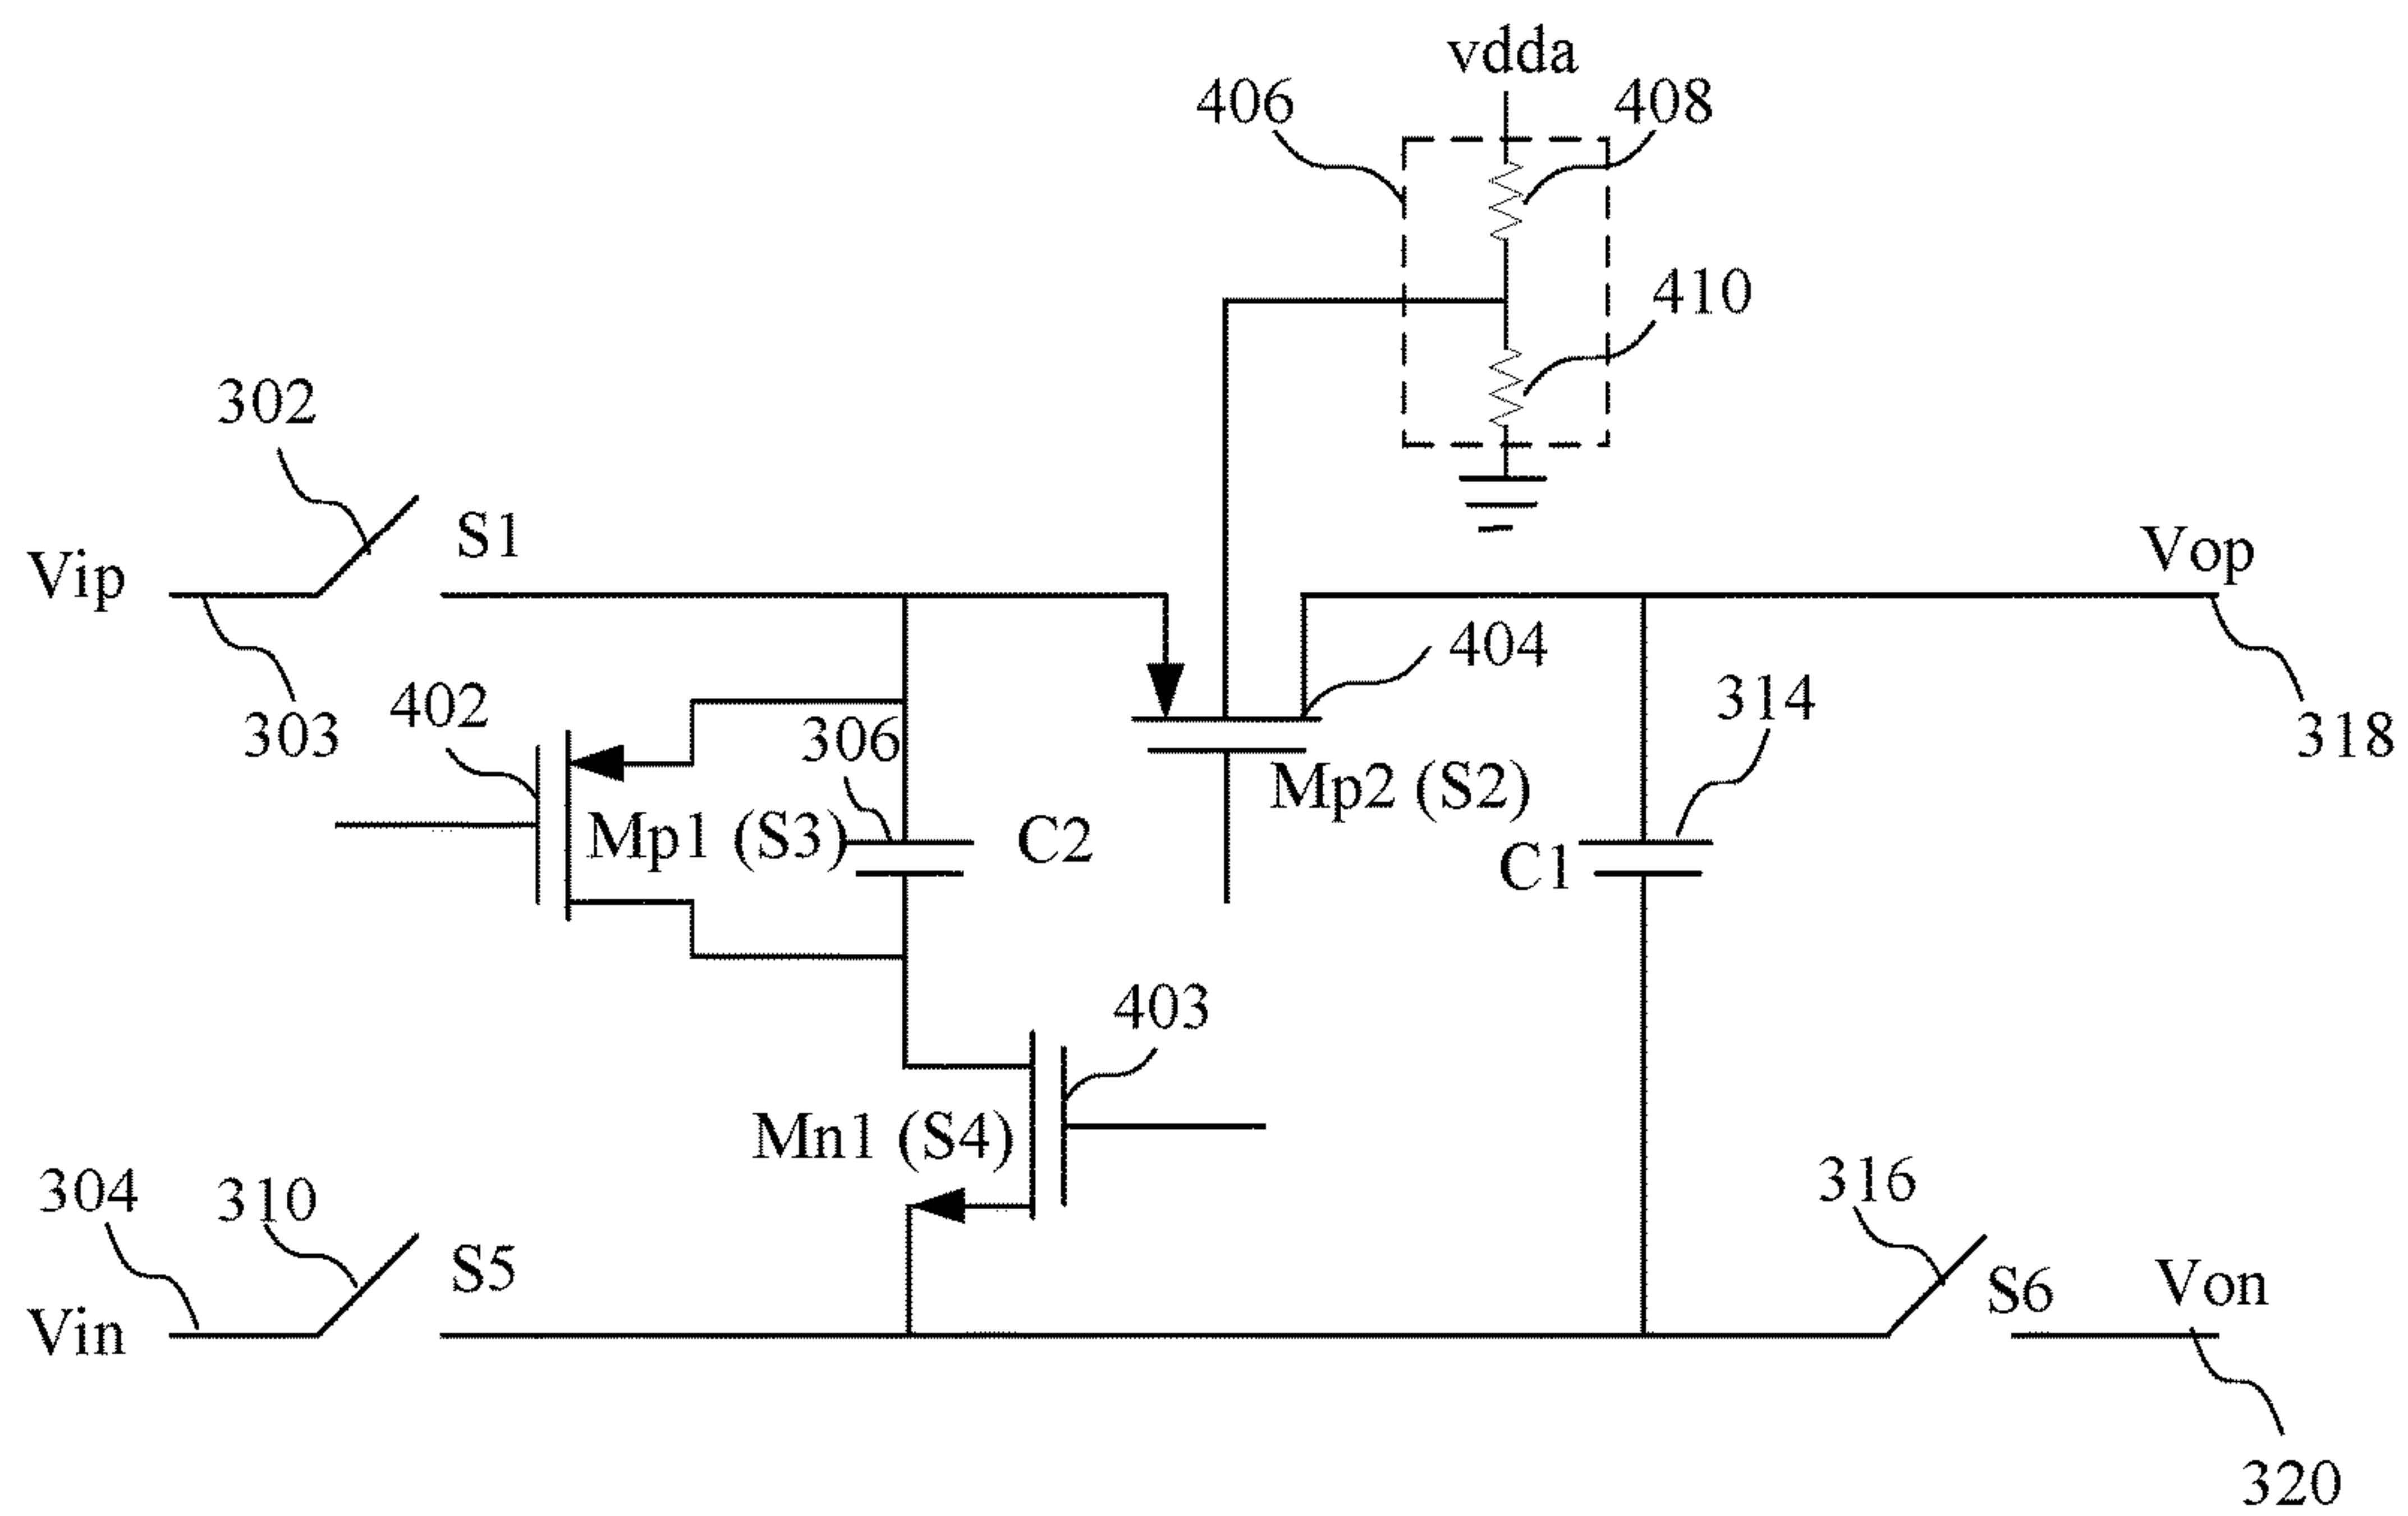 vdda
406
408
410
302
S1
Vip
Vop
404
402
303
306
314
318
Mp2 (S2)
Mp1 (S3)
C2
C1
403
Mn1 (S4)
304
310
316
S5
S6
Von
Vin
320